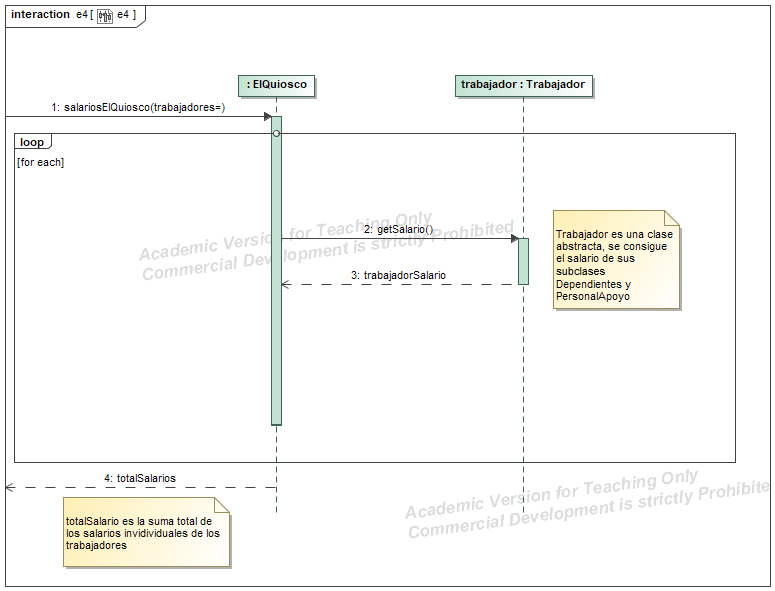 interaction e4 [ e4 ]
: ElQuiosco
trabajador : Trabajador
1: salariosElQuiosco(trabajadores=)
loop
[for each]
2: getSalario()
3: trabajadorSalario
Trabajador es una clase
abstracta, se consigue
el salario de sus
subclases
Dependientes y
PersonalApoyo
Academic Version for Teaching Only
Commercial Development is strictly Prohibited
4: totalSalarios
totalSalario es la suma total de
los salarios invidividuales de los
trabajadores
Academic Version for Teaching Only
Commercial Development is strictly Prohibite